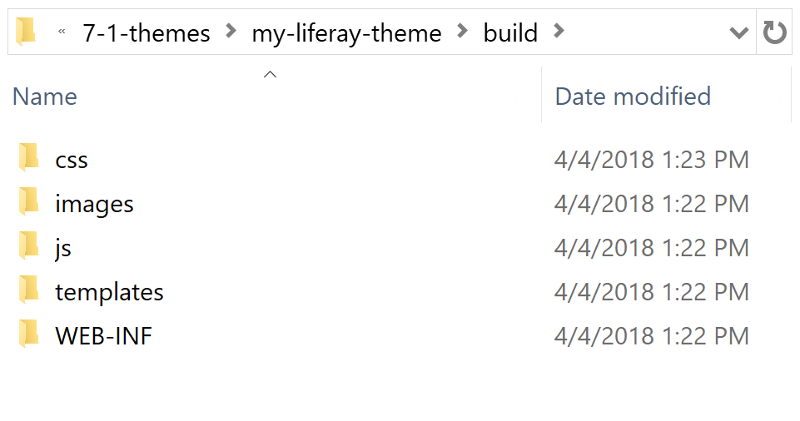 « 7-1-themes > my-liferay-theme > build >
Name Date modified
css 4/4/2018 1:23 PM
images 4/4/2018 1:22 PM
js 4/4/2018 1:22 PM
templates 4/4/2018 1:22 PM
WEB-INF 4/4/2018 1:22 PM